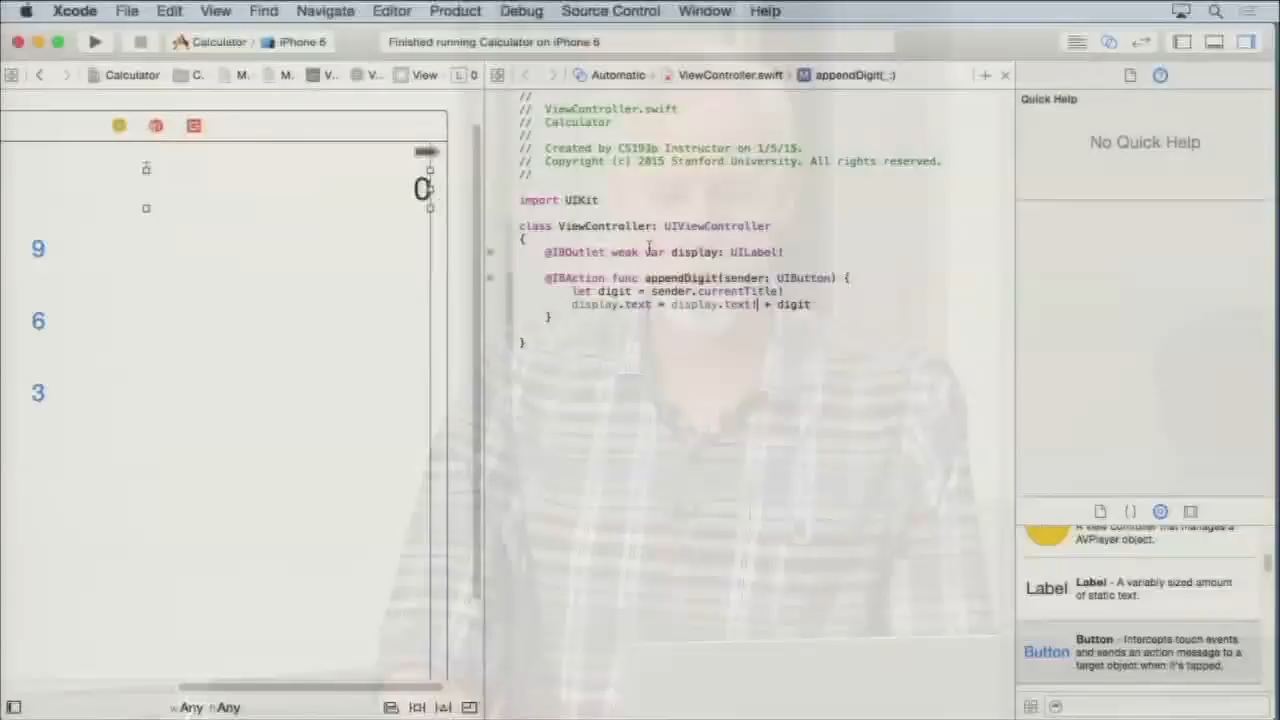 Xcode File Edit View Find Navigate Editor Product Debug Source Control Window Help
Calculator iPhone 6 Finished running Calculator on iPhone 6
Calculator C. M. M. V.. V... View L 0
Automatic ViewController.swift M appendDigit(_:)
//
// ViewController.swift
// Calculator
//
// Created by CS193p Instructor on 1/5/15.
// Copyright (c) 2015 Stanford University. All rights reserved.
//
import UIKit
class ViewController: UIViewController
{
@IBOutlet weak var display: UILabel!
@IBAction func appendDigit(sender: UIButton) {
let digit = sender.currentTitle!
display.text = display.text! + digit
}
}
0
9
6
3
wAny hAny
Quick Help
No Quick Help
A view controller that manages a
AVPlayer object.
Label
Label - A variably sized amount
of static text.
Button
Button - Intercepts touch events
and sends an action message to a
target object when it's tapped.